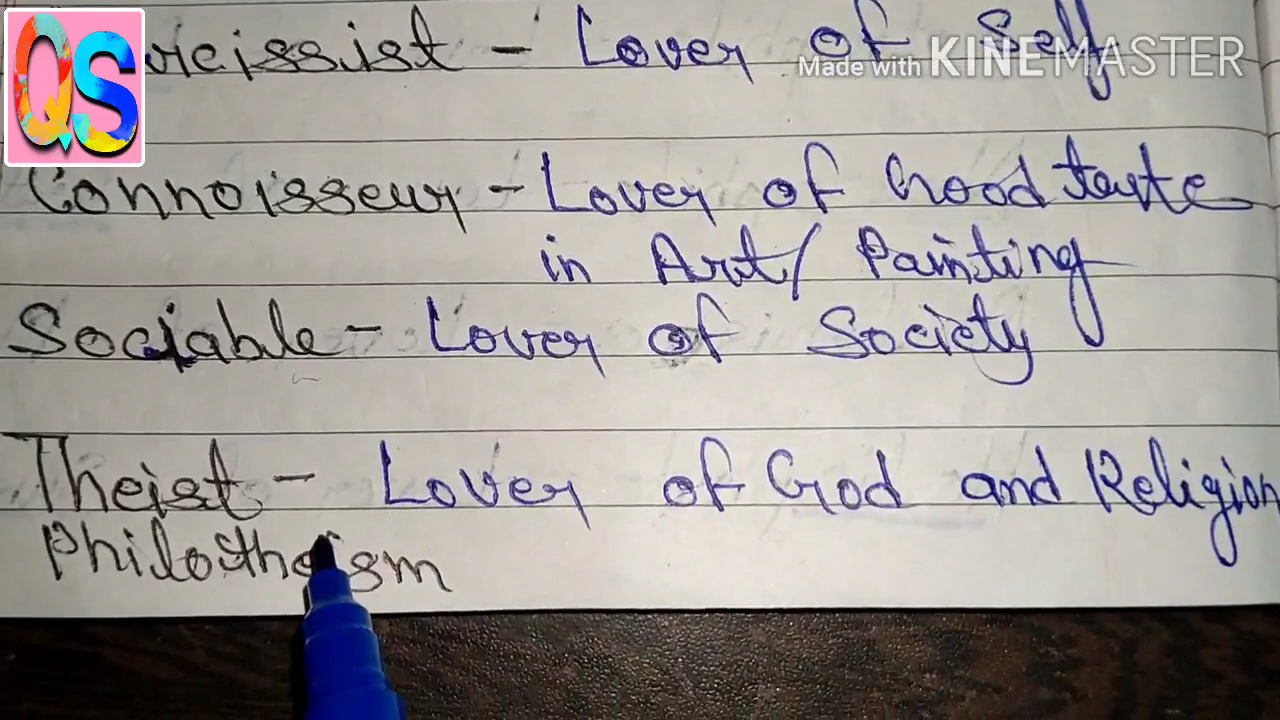 QS
rcissist - Lover of Self
Made with KINEMASTER
Connoisseur - Lover of Good taste
in Art/ Painting
Sociable - Lover of Society
Theist - Lover of God and Religion
Philotheism